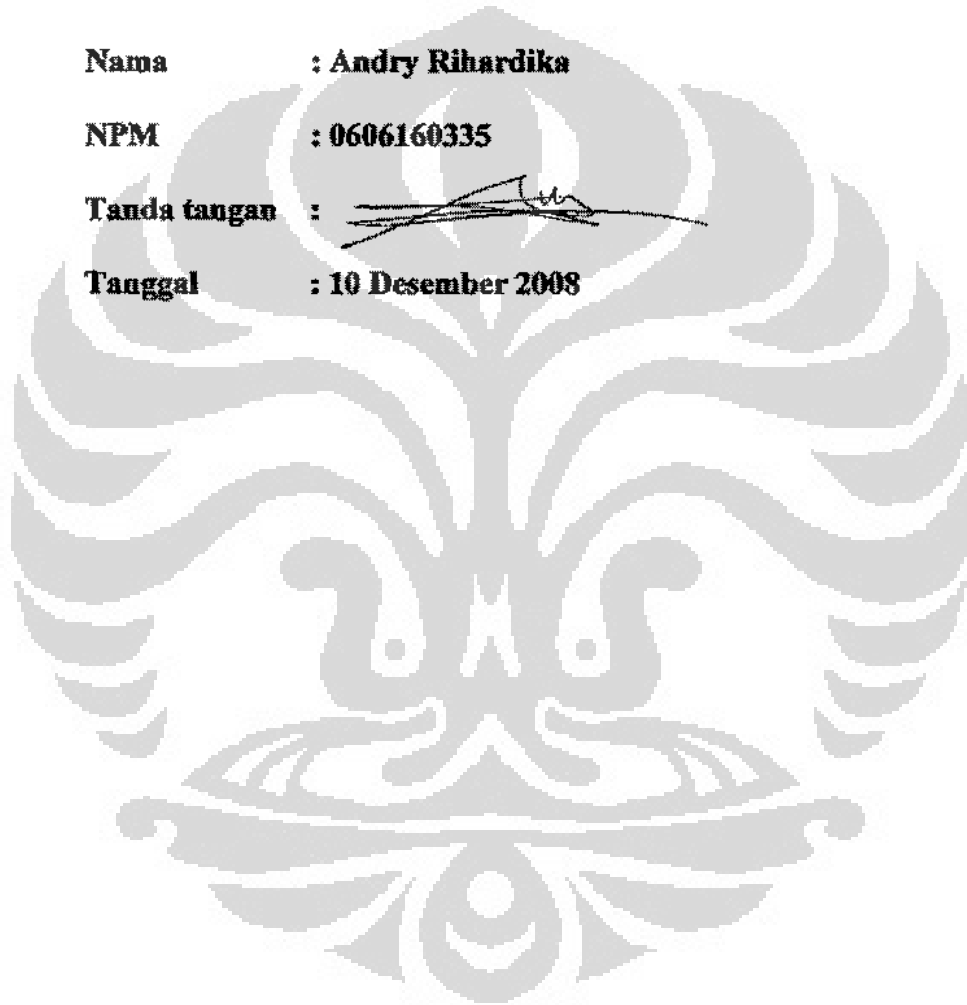 Nama : Andry Rihardika
NPM : 0606160335
Tanda tangan :
Tanggal : 10 Desember 2008